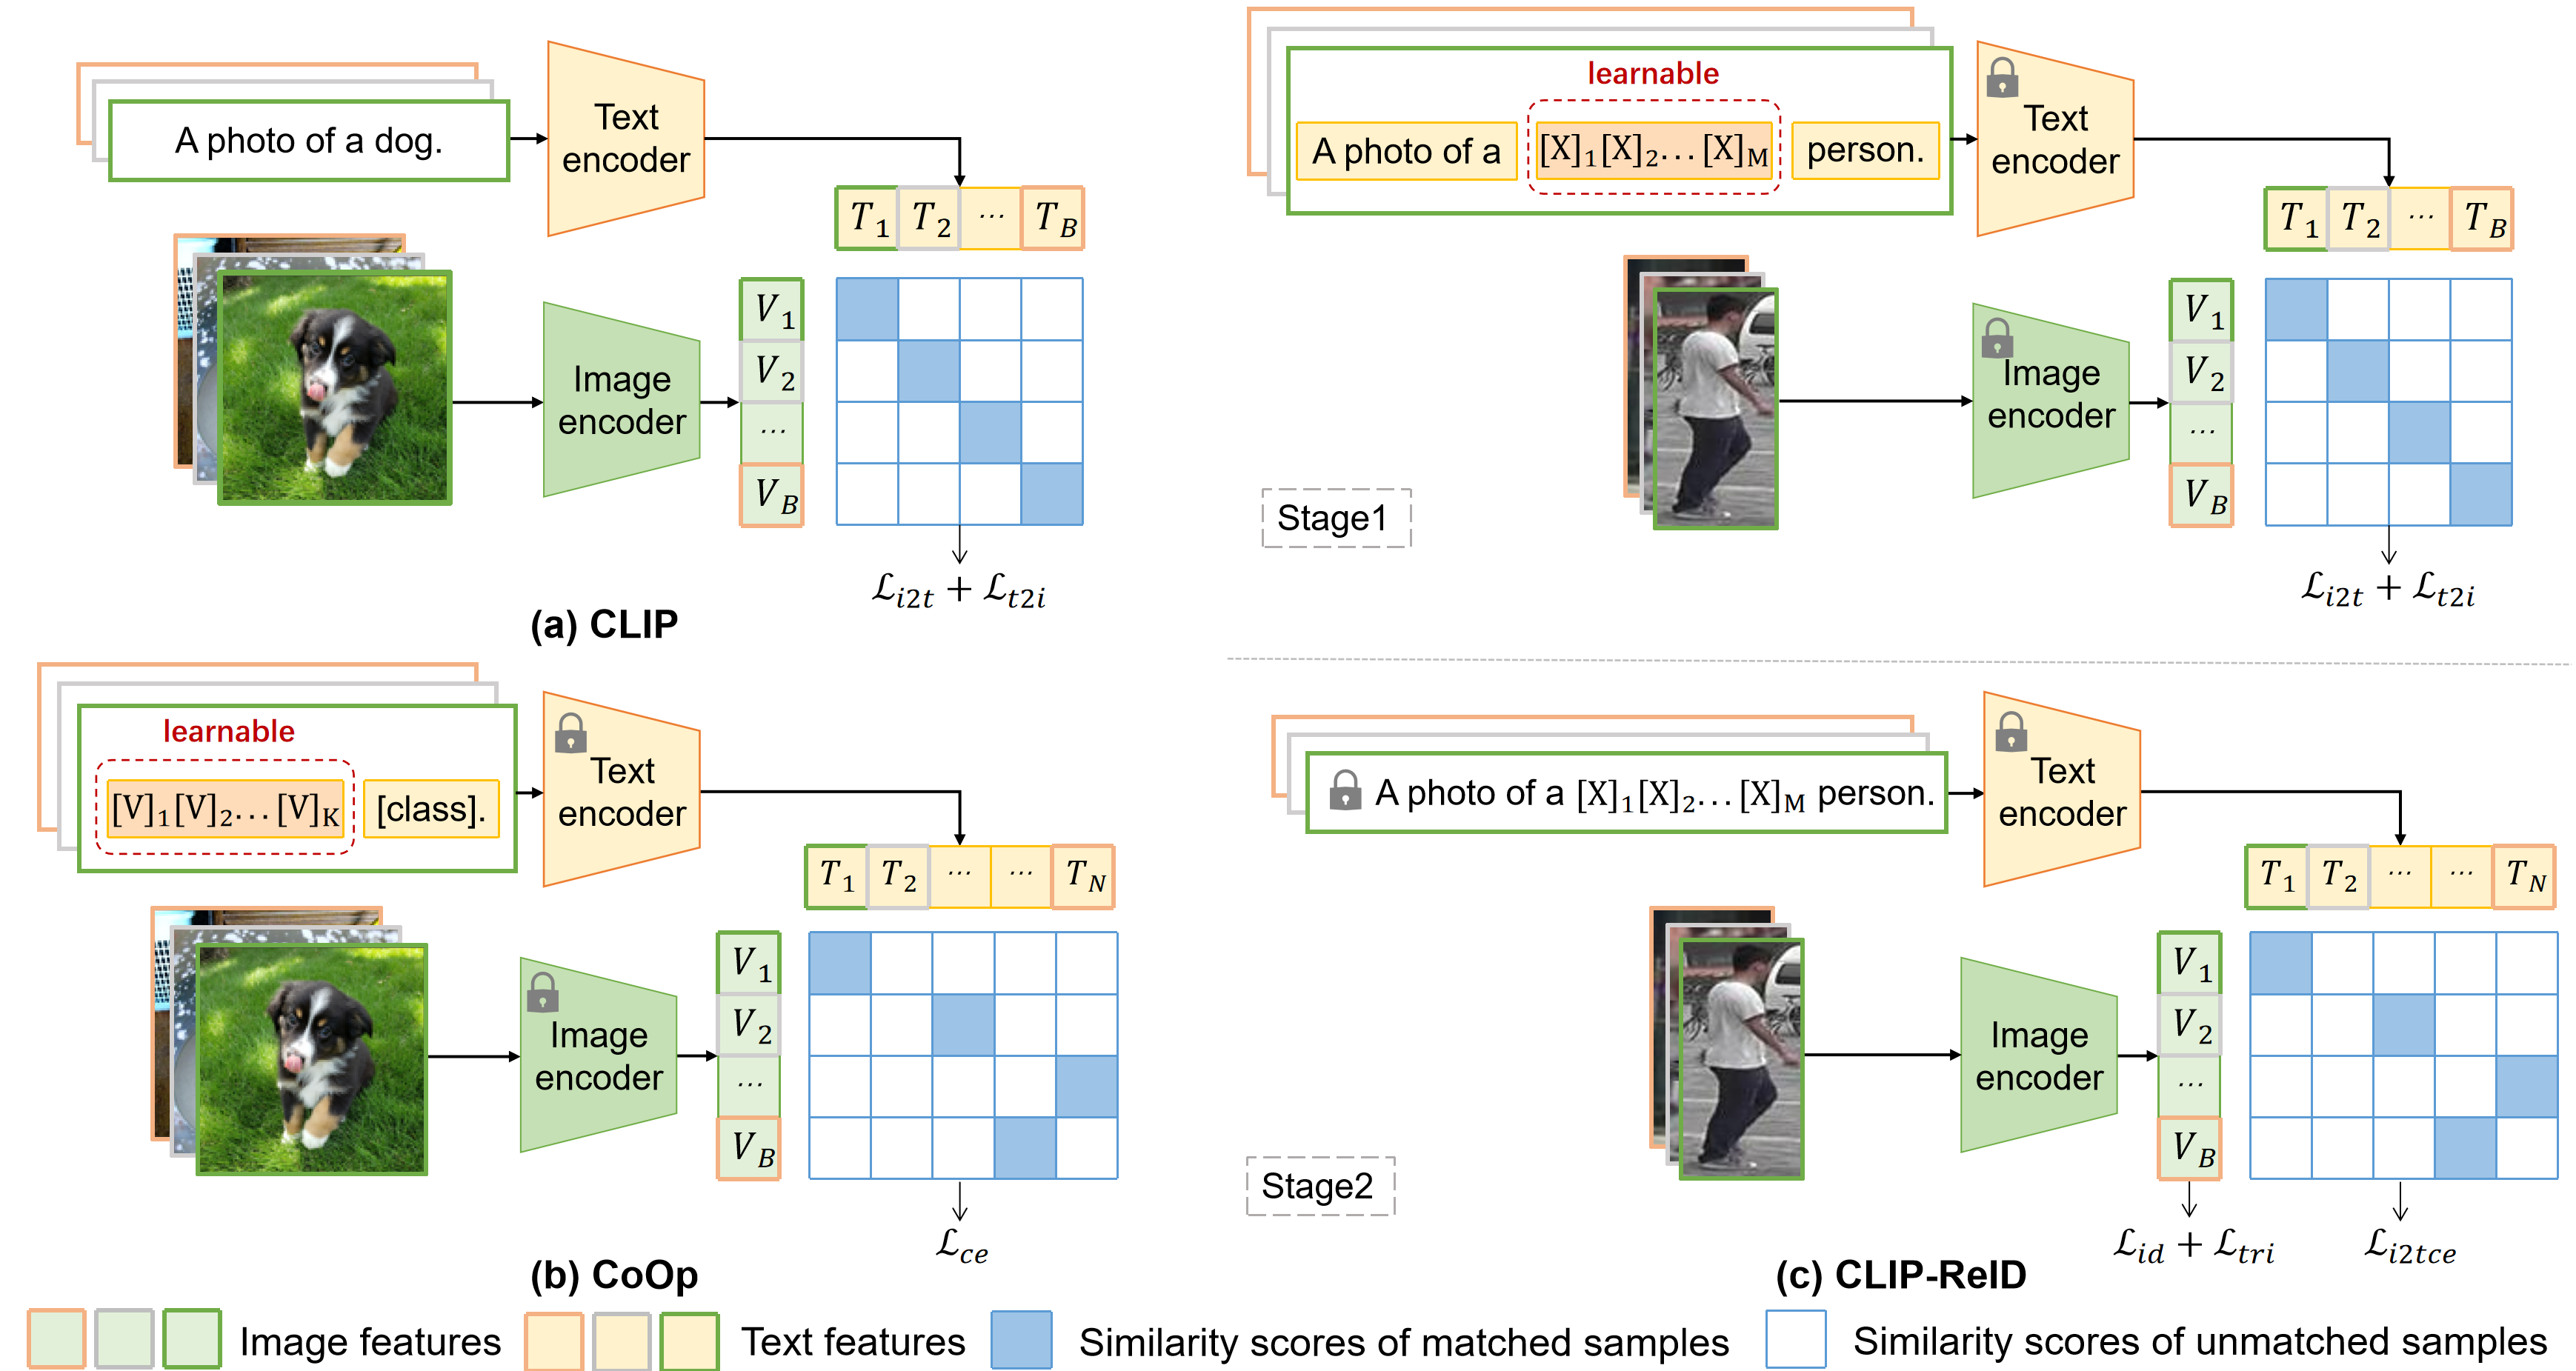 A photo of a dog.
Text
encoder
T1 T2 ... TB
Image
encoder
V1
V2
...
VB
ℒi2t + ℒt2i
(a) CLIP
learnable
[V]1[V]2...[V]K [class].
Text
encoder
T1 T2 ... ... TN
Image
encoder
V1
V2
...
VB
ℒce
(b) CoOp
learnable
A photo of a [X]1[X]2...[X]M person.
Text
encoder
T1 T2 ... TB
Image
encoder
V1
V2
...
VB
Stage1
ℒi2t + ℒt2i
A photo of a [X]1[X]2...[X]M person.
Text
encoder
T1 T2 ... ... TN
Image
encoder
V1
V2
...
VB
Stage2
ℒid + ℒtri ℒi2tce
(c) CLIP-ReID
Image features Text features Similarity scores of matched samples Similarity scores of unmatched samples